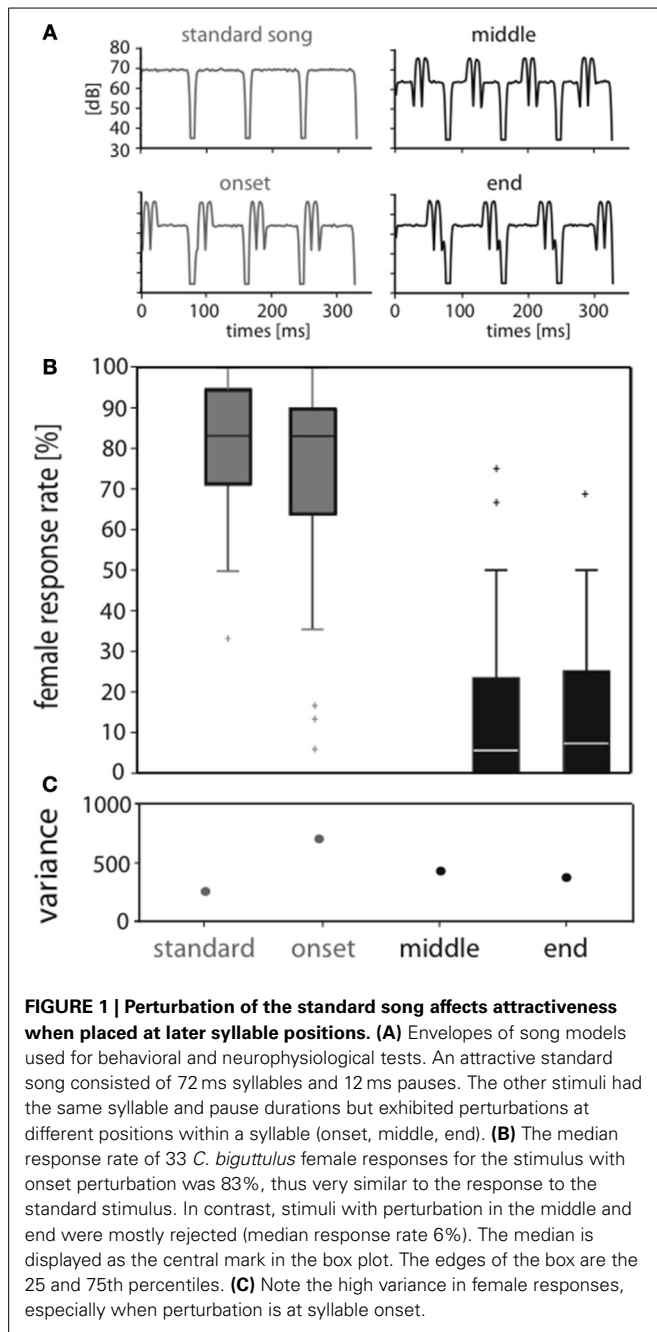 A
standard song
middle
80
70
60
50
40
30
[dB]
onset
end
0 100 200 300
times [ms]
0 100 200 300
times [ms]
B
100
90
80
70
60
50
40
30
20
10
0
female response rate [%]
C
1000
500
0
variance
standard onset middle end
FIGURE 1 | Perturbation of the standard song affects attractiveness
when placed at later syllable positions. (A) Envelopes of song models
used for behavioral and neurophysiological tests. An attractive standard
song consisted of 72 ms syllables and 12 ms pauses. The other stimuli had
the same syllable and pause durations but exhibited perturbations at
different positions within a syllable (onset, middle, end). (B) The median
response rate of 33 C. biguttulus female responses for the stimulus with
onset perturbation was 83%, thus very similar to the response to the
standard stimulus. In contrast, stimuli with perturbation in the middle and
end were mostly rejected (median response rate 6%). The median is
displayed as the central mark in the box plot. The edges of the box are the
25 and 75th percentiles. (C) Note the high variance in female responses,
especially when perturbation is at syllable onset.